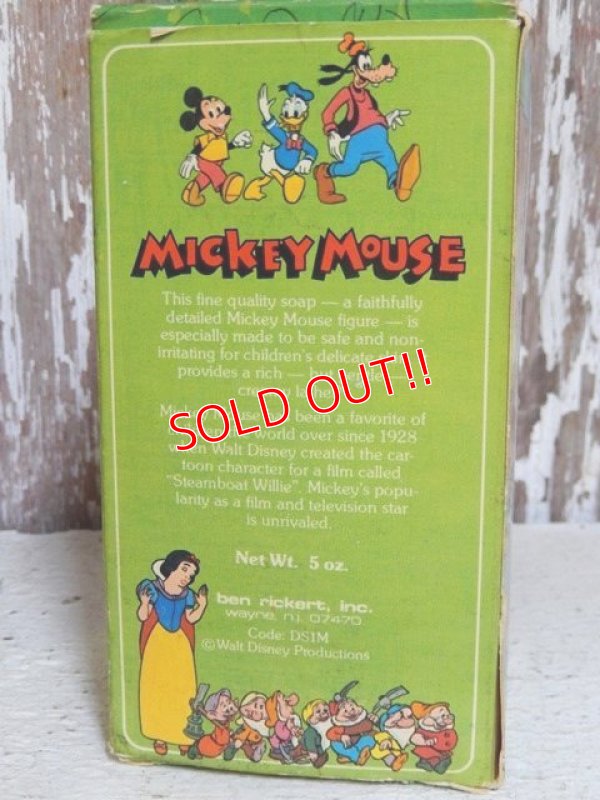 MICKEY MOUSE
This fine quality soap — a faithfully
detailed Mickey Mouse figure — is
especially made to be safe and non-
irritating for children's delicate
provides a rich — but
SOLD OUT!!
been a favorite of
world over since 1928
when Walt Disney created the car-
toon character for a film called
"Steamboat Willie". Mickey's popu-
larity as a film and television star
is unrivaled.
Net Wt. 5 oz.
ben rickert, inc.
wayne, n.j. 07470
Code: DS1M
©Walt Disney Productions